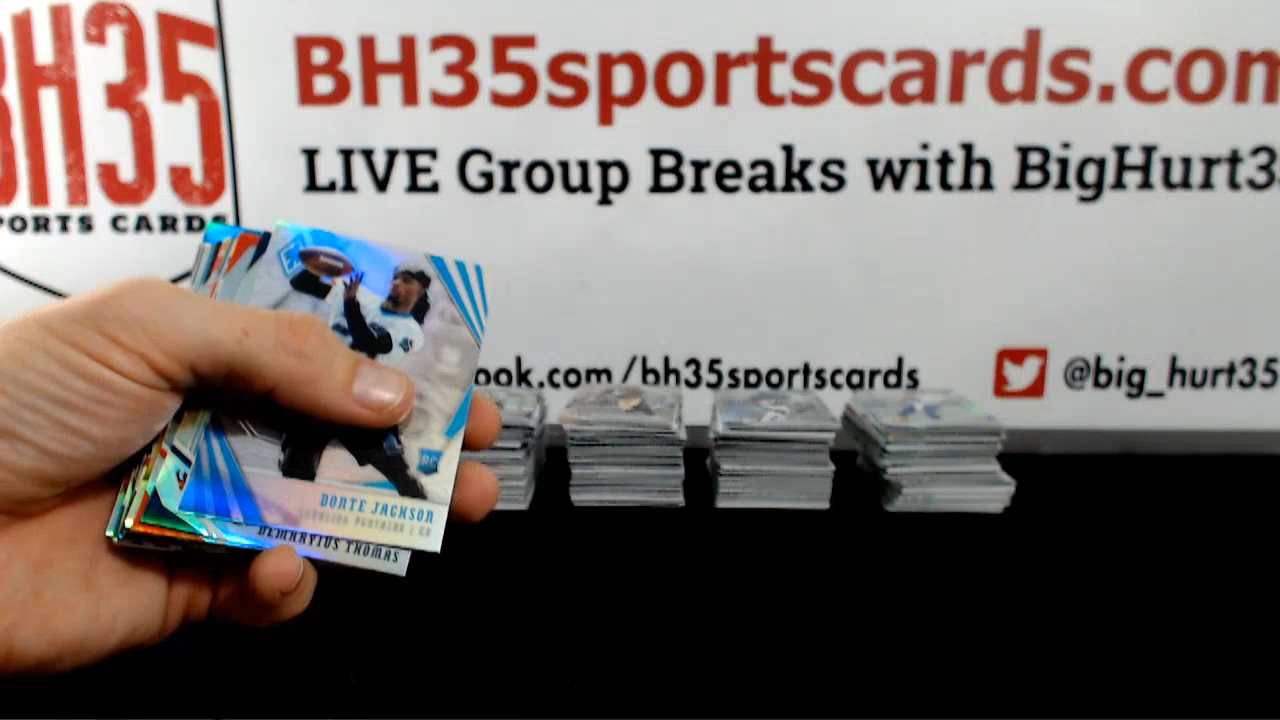 BH35
PORTS CARDS
BH35sportscards.com
LIVE Group Breaks with BigHurt3
ook.com/bh35sportscards
@big_hurt35
RC
DONTE JACKSON
CAROLINA PANTHERS | CB
DEMARYIUS THOMAS